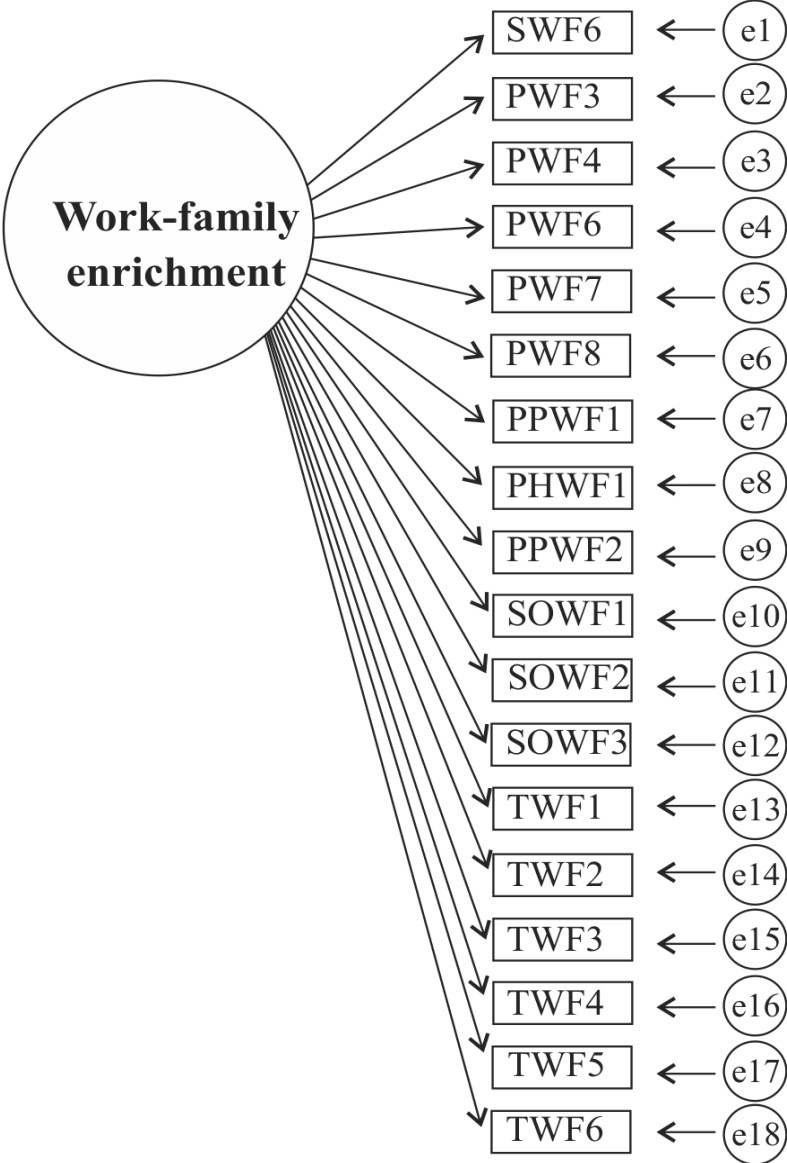 SWF6 e1
PWF3 e2
PWF4 e3
Work-family
enrichment
PWF6 e4
PWF7 e5
PWF8 e6
PPWF1 e7
PHWF1 e8
PPWF2 e9
SOWF1 e10
SOWF2 e11
SOWF3 e12
TWF1 e13
TWF2 e14
TWF3 e15
TWF4 e16
TWF5 e17
TWF6 e18